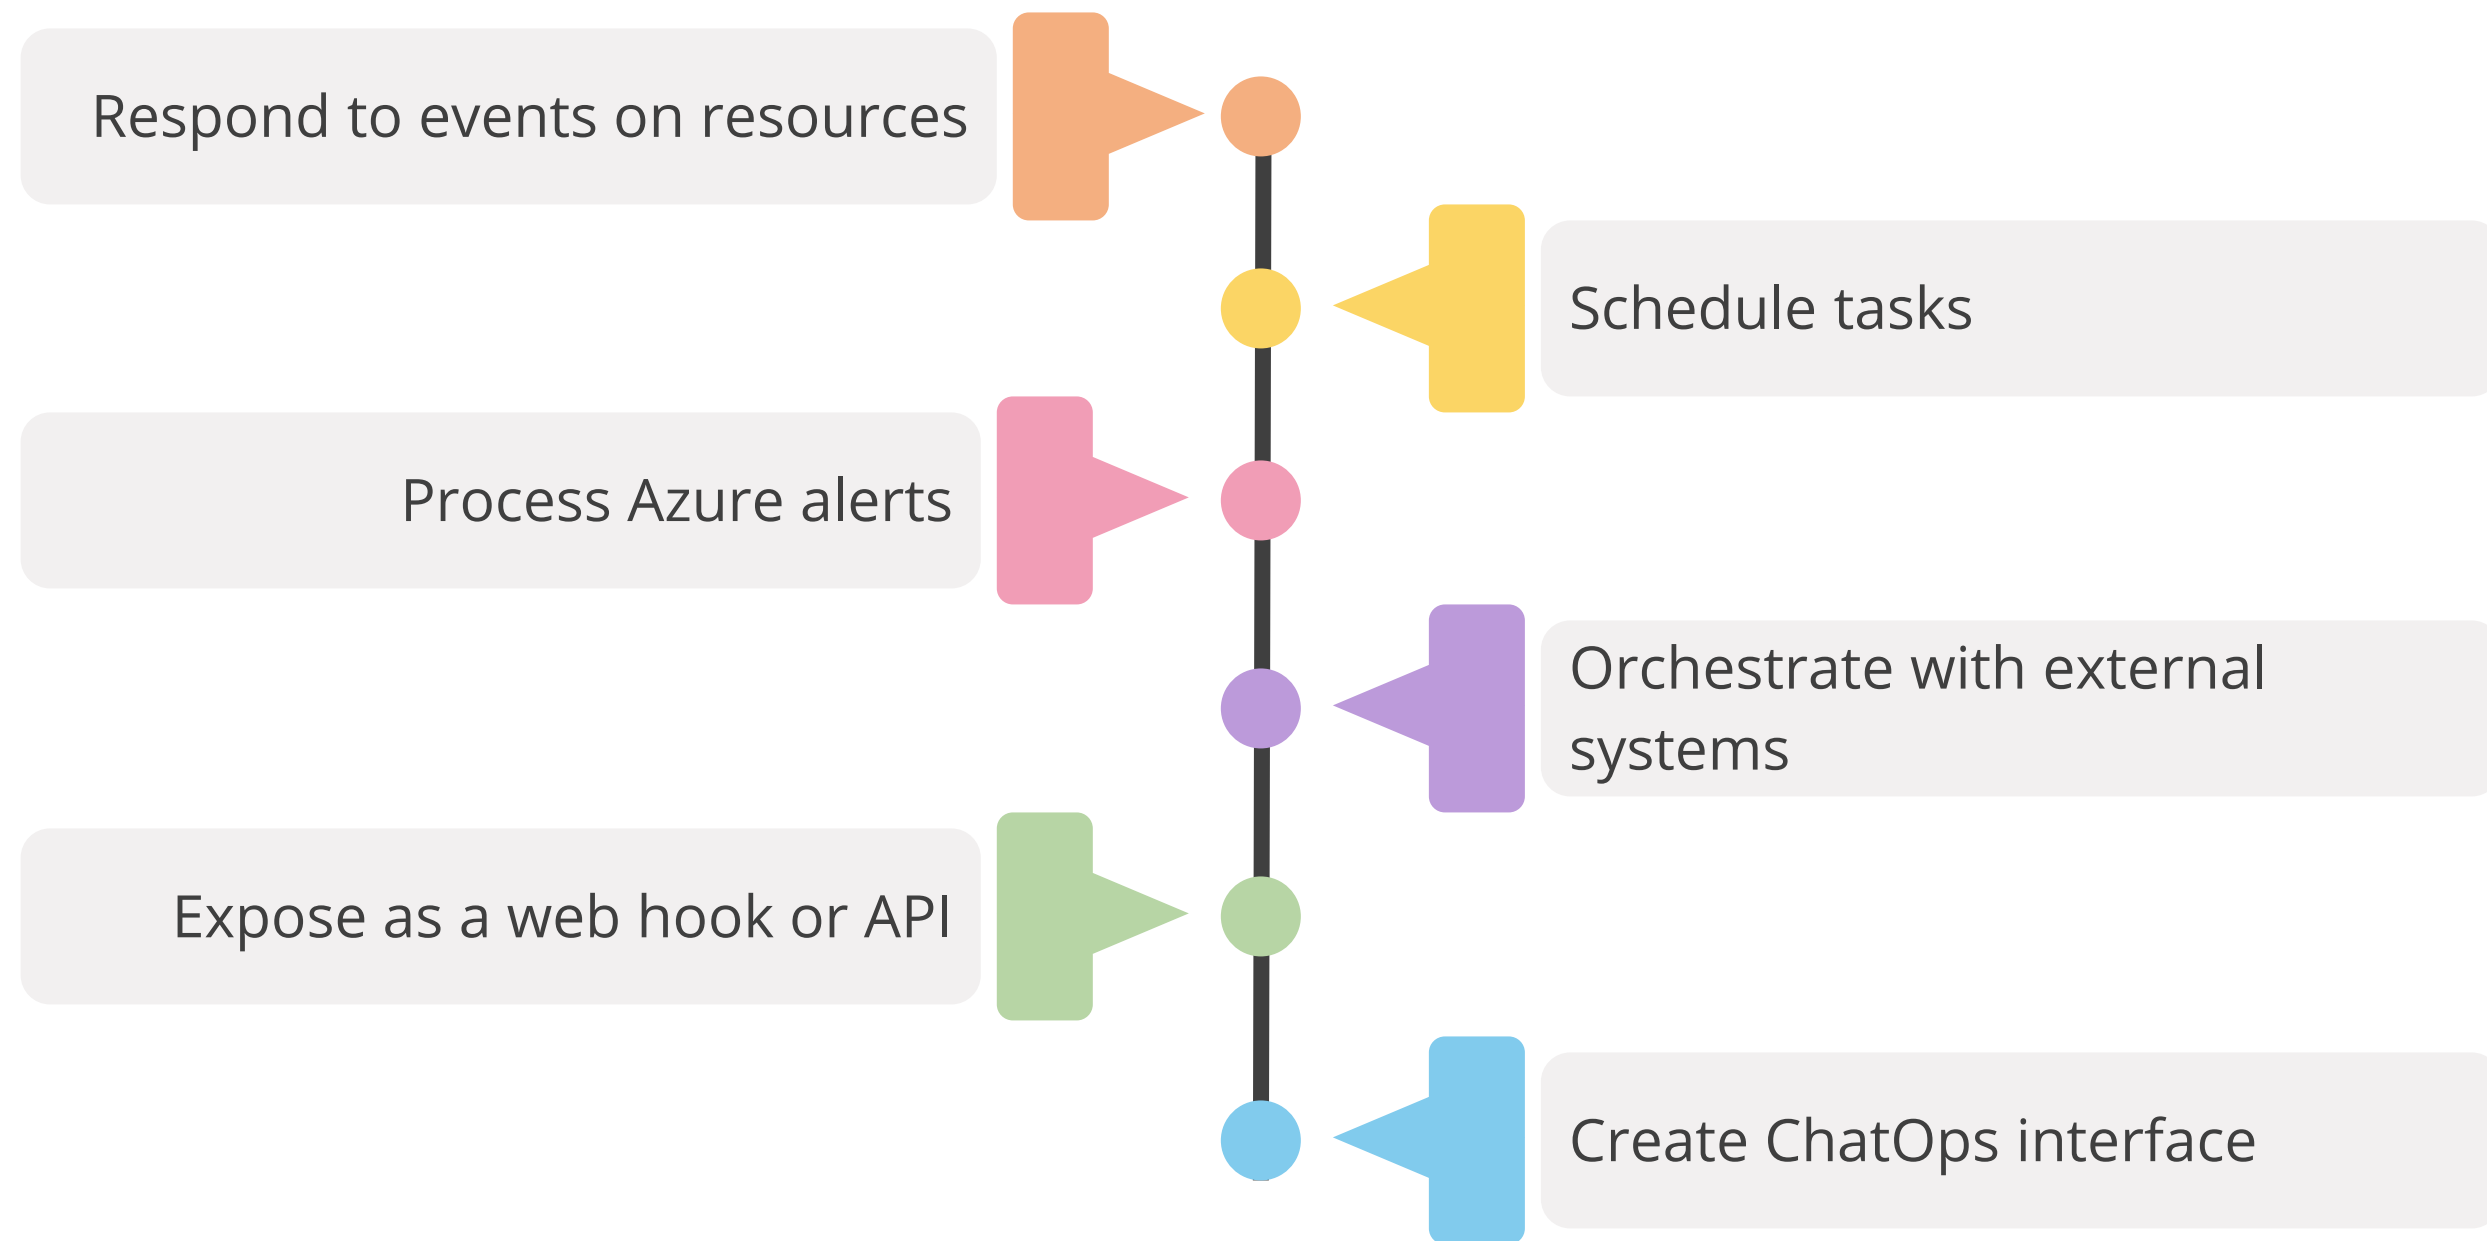 Respond to events on resources
Schedule tasks
Process Azure alerts
Orchestrate with external
systems
Expose as a web hook or API
Create ChatOps interface